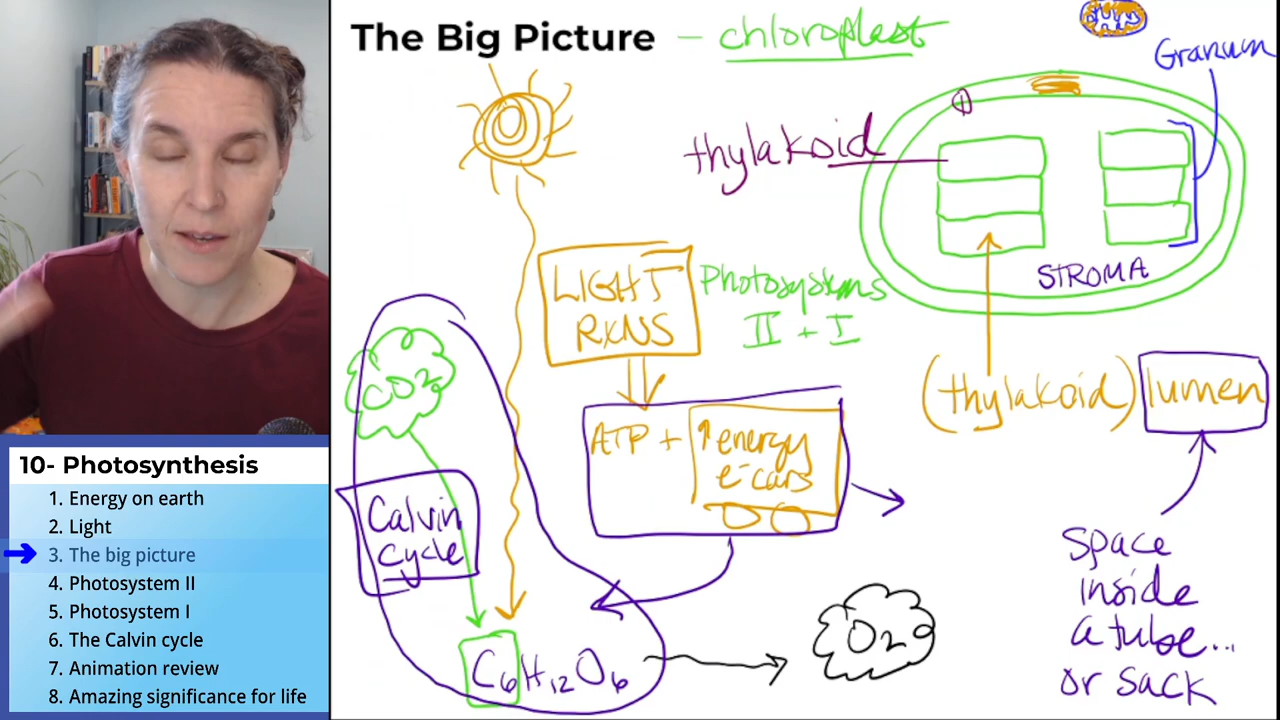 The Big Picture – chloroplast
Granum
thylakoid
STROMA
LIGHT
RXNS
Photosystems
II + I
CO2
(thylakoid) lumen
ATP + ↑energy
e- cars
Calvin
cycle
space
inside
a tube...
or sack
O2
C6H12O6
10- Photosynthesis
1. Energy on earth
2. Light
3. The big picture
4. Photosystem II
5. Photosystem I
6. The Calvin cycle
7. Animation review
8. Amazing significance for life